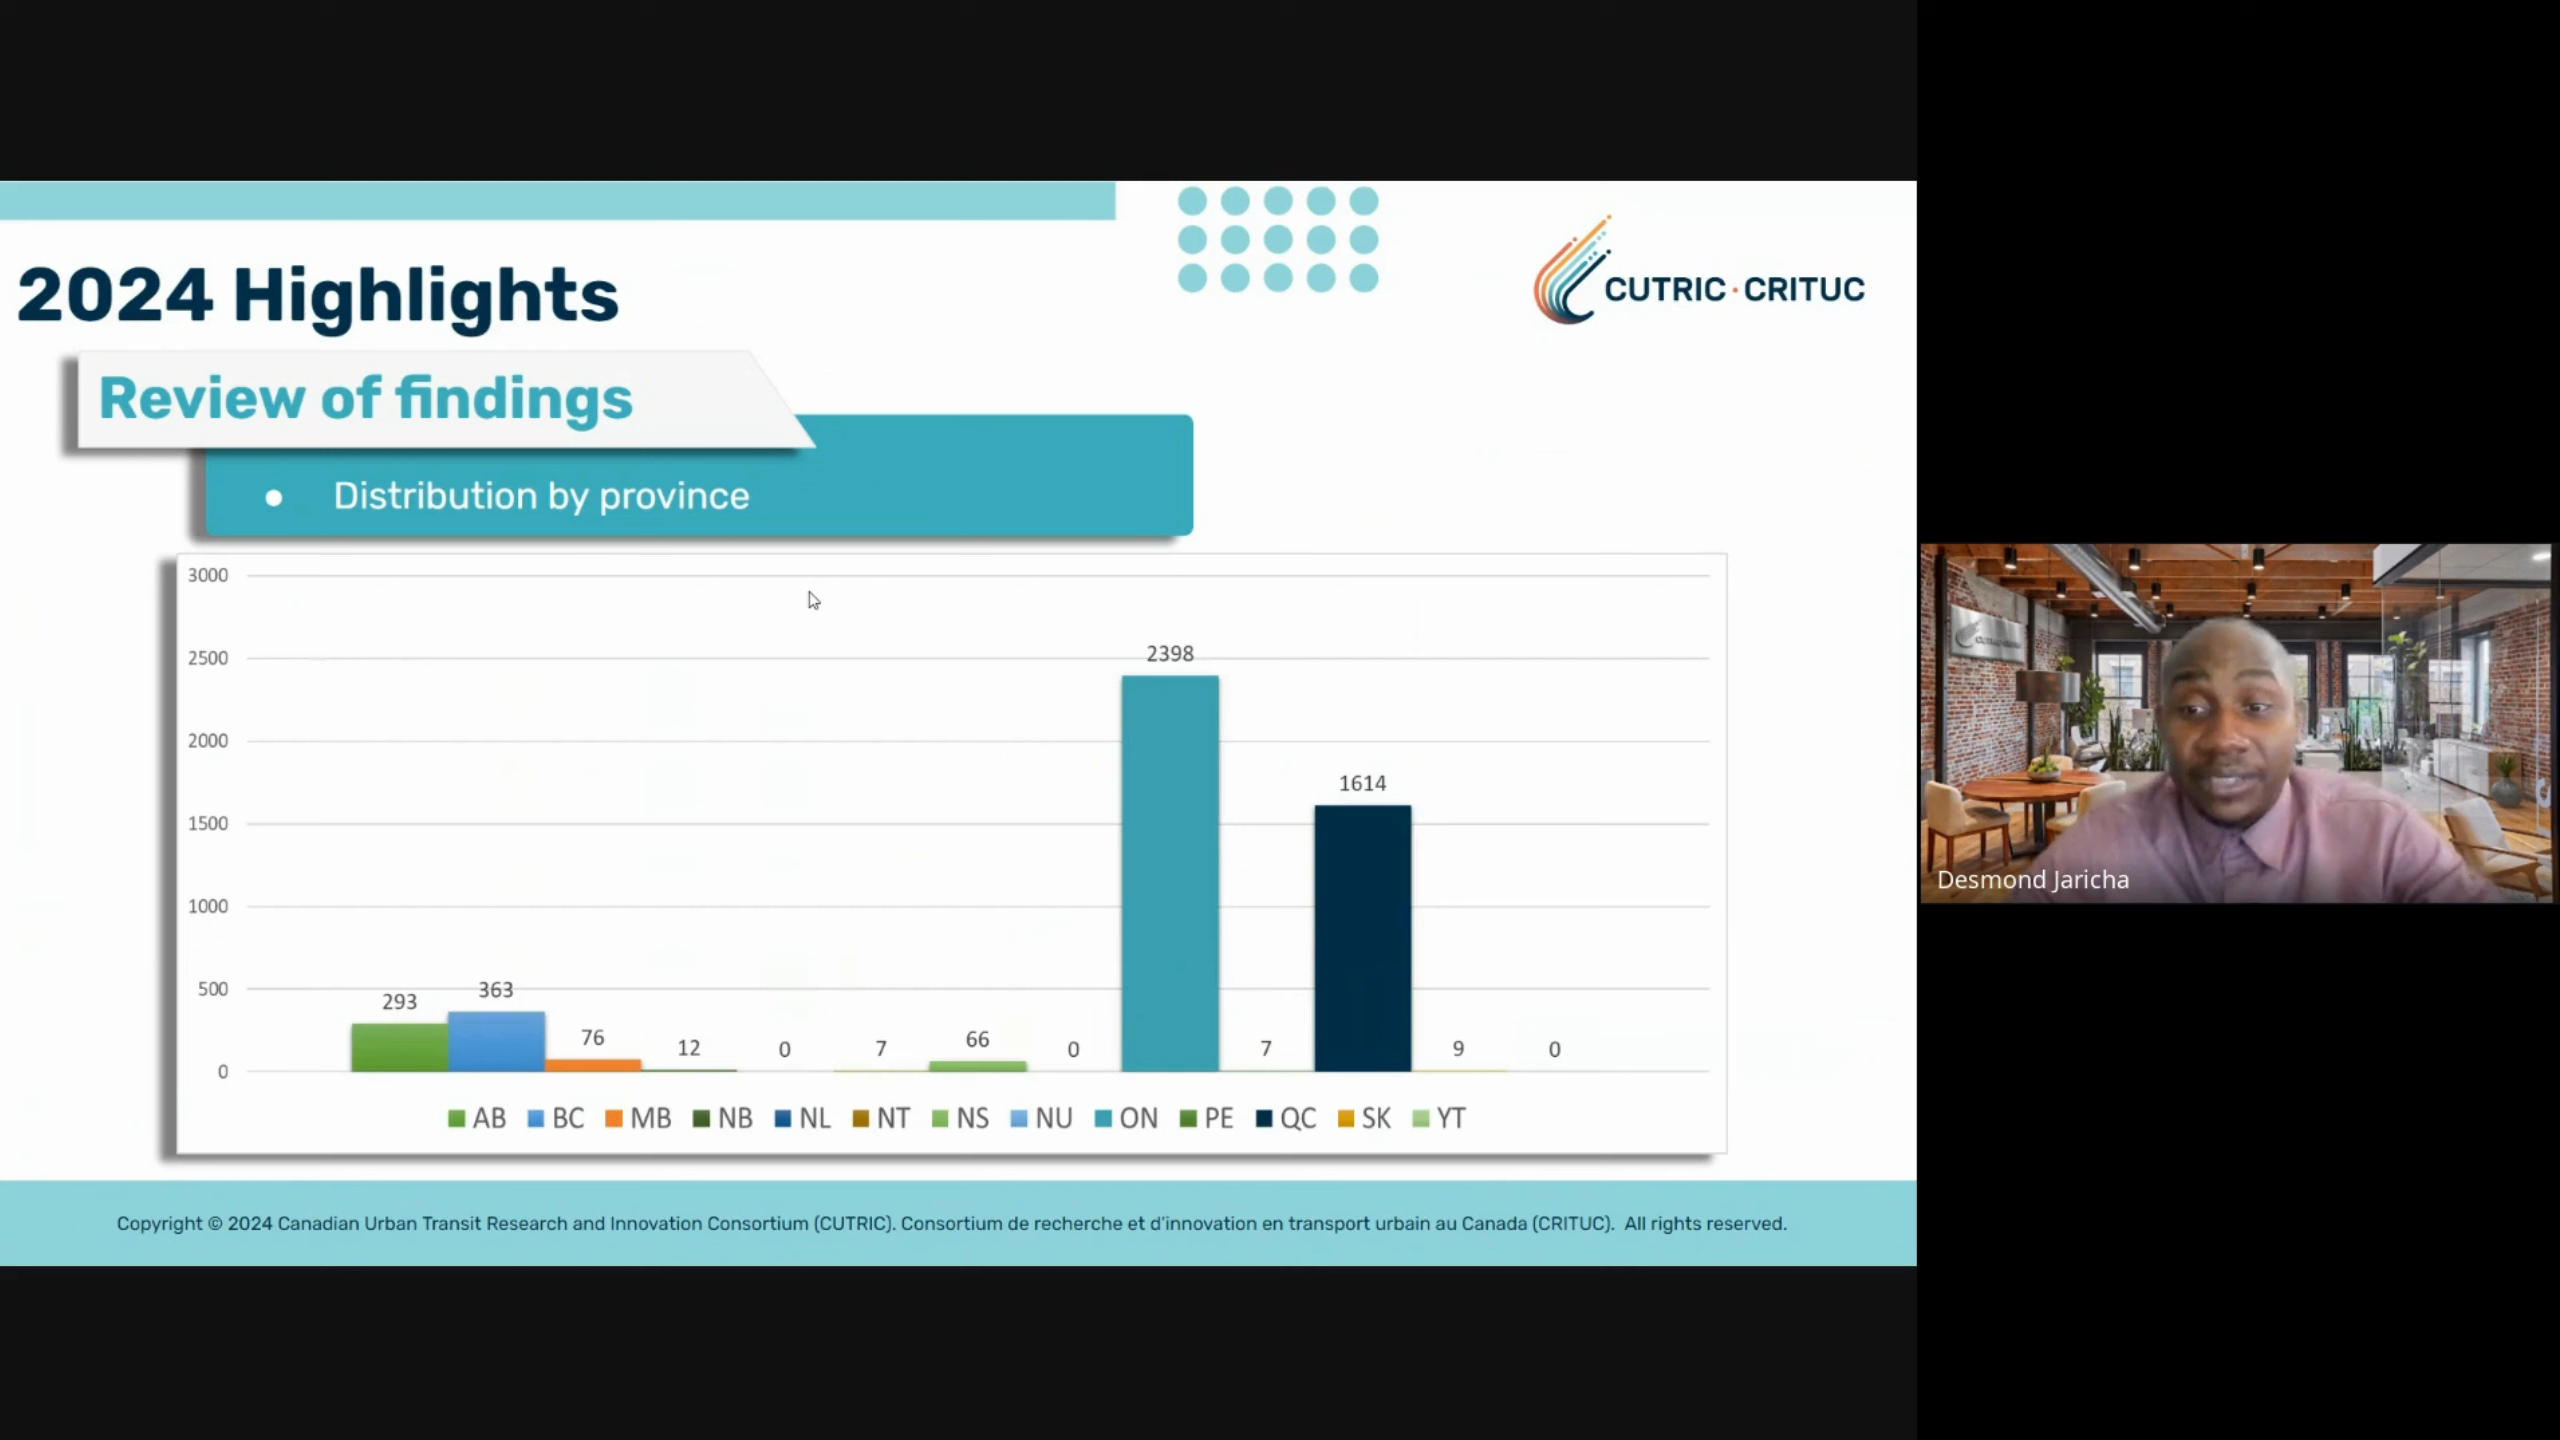 2024 Highlights
CUTRIC·CRITUC
Review of findings
● Distribution by province
3000
2500
2000
1500
1000
500
0
293
363
76
12
0
7
66
0
2398
7
1614
9
0
AB BC MB NB NL NT NS NU ON PE QC SK YT
Copyright © 2024 Canadian Urban Transit Research and Innovation Consortium (CUTRIC). Consortium de recherche et d'innovation en transport urbain au Canada (CRITUC). All rights reserved.
Desmond Jaricha